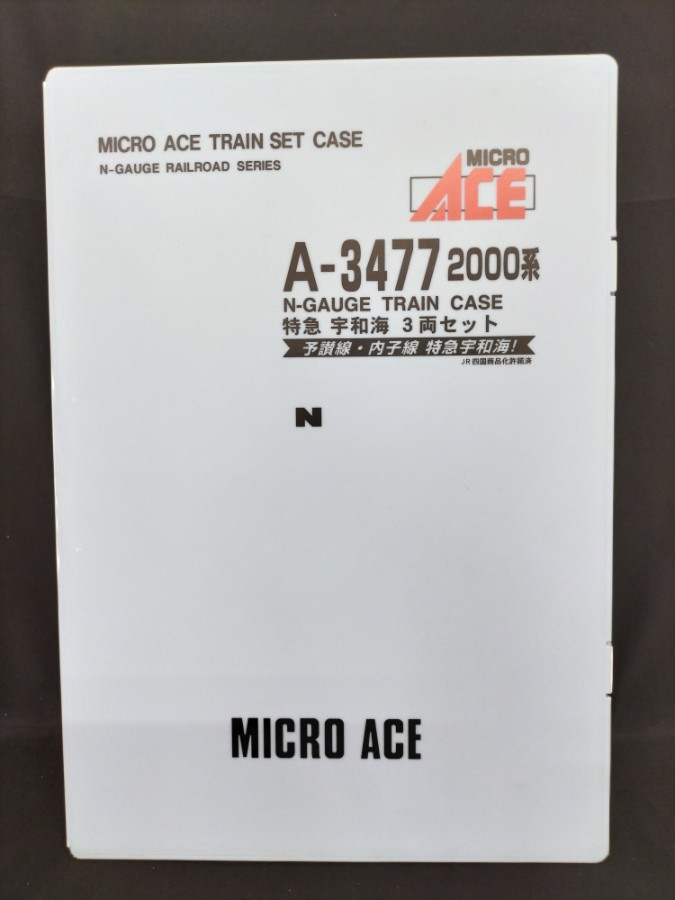 MICRO ACE TRAIN SET CASE
N-GAUGE RAILROAD SERIES
MICRO
ACE
A-3477 2000系
N-GAUGE TRAIN CASE
特急 宇和海 3両セット
予讃線・内子線 特急宇和海!
JR四国商品化許諾済
N
MICRO ACE